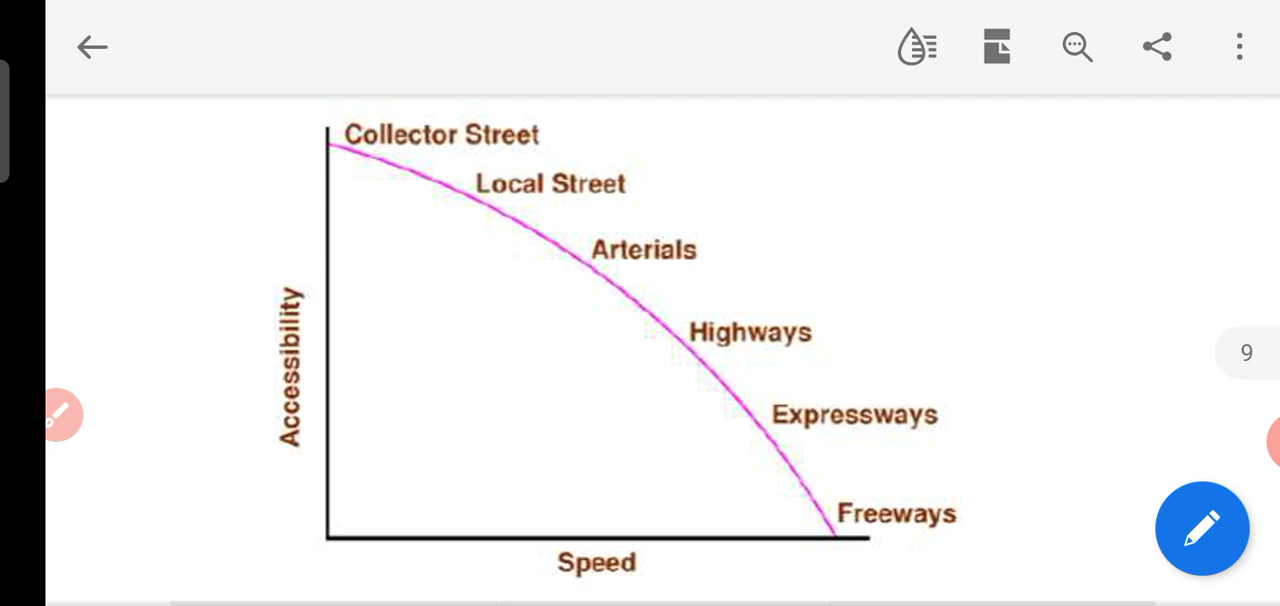 Collector Street
Local Street
Arterials
Highways
9
Accessibility
Expressways
Freeways
Speed